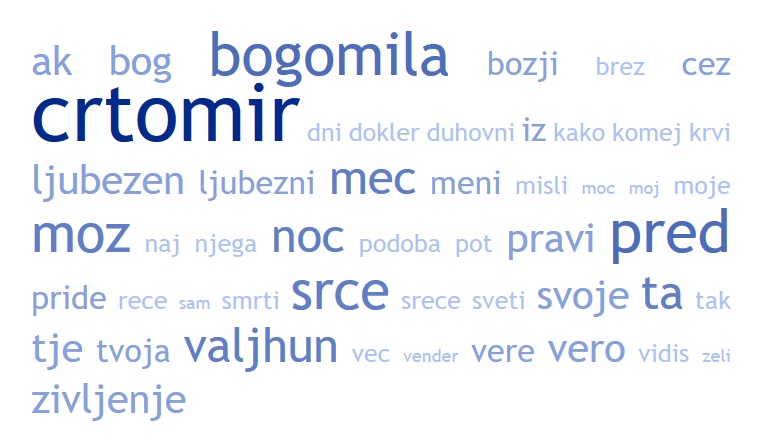 ak bog bogomila bozji brez cez
crtomir dni dokler duhovni iz kako komej krvi
ljubezen ljubezni mec meni misli moc moj moje
moz naj njega noc podoba pot pravi pred
pride rece sam smrti srce srece sveti svoje ta tak
tje tvoja valjhun vec vender vere vero vidis zeli
zivljenje